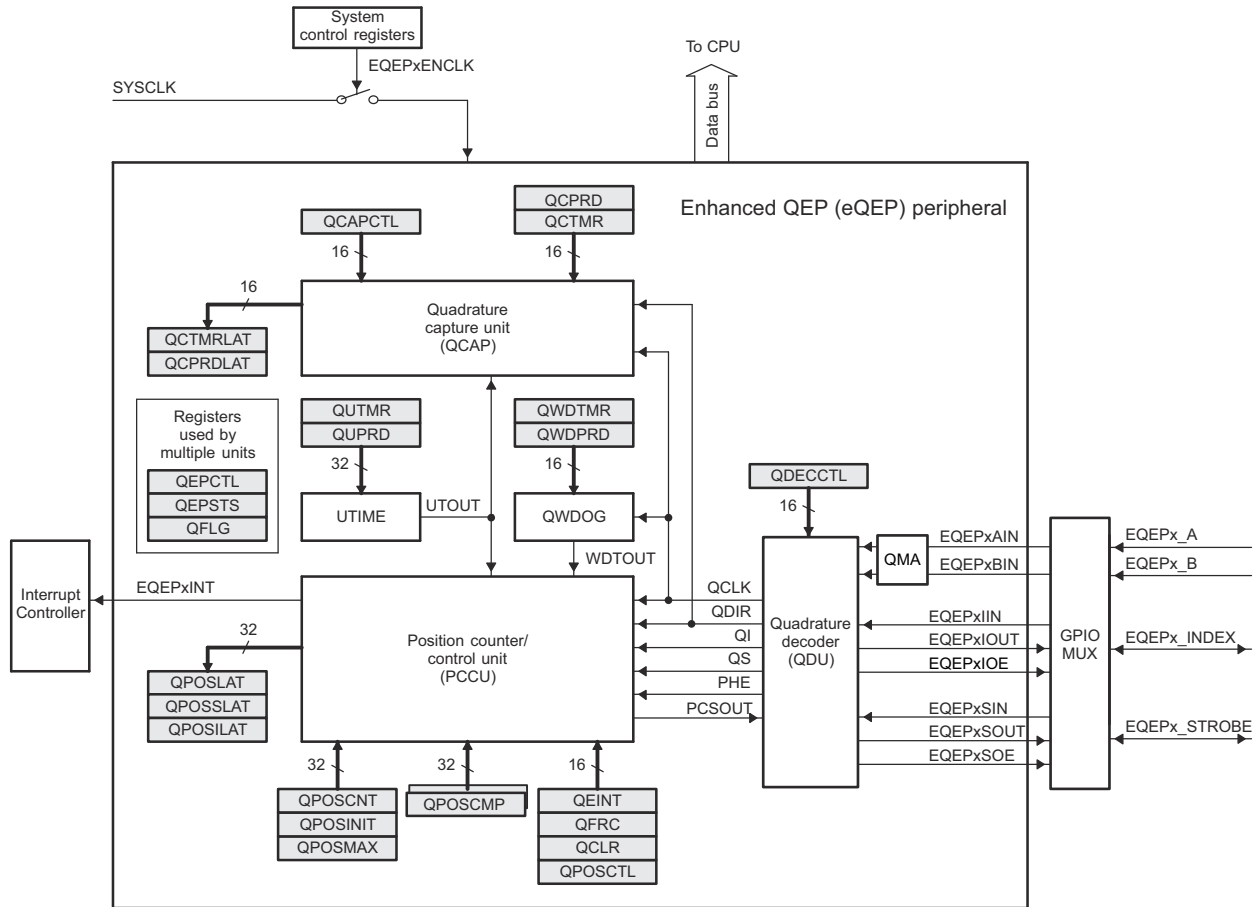 System
control registers
To CPU
EQEPxENCLK
SYSCLK
Data bus
Enhanced QEP (eQEP) peripheral
QCPRD
QCAPCTL
QCTMR
16
16
16
Quadrature
capture unit
(QCAP)
QCTMRLAT
QCPRDLAT
Registers
used by
multiple units
QEPCTL
QEPSTS
QFLG
QUTMR
QUPRD
32
QWDTMR
QWDPRD
16
UTIME
UTOUT
QWDOG
WDTOUT
QDECCTL
16
EQEPxAIN
QMA
EQEPxBIN
EQEPx_A
EQEPx_B
Interrupt
Controller
EQEPxINT
32
Position counter/
control unit
(PCCU)
QCLK
QDIR
QI
QS
PHE
PCSOUT
Quadrature
decoder
(QDU)
EQEPxIIN
EQEPxIOUT
EQEPxIOE
EQEPxSIN
EQEPxSOUT
EQEPxSOE
GPIO
MUX
EQEPx_INDEX
EQEPx_STROBE
QPOSLAT
QPOSSLAT
QPOSILAT
32
32
16
QPOSCNT
QPOSINIT
QPOSMAX
QPOSCMP
QEINT
QFRC
QCLR
QPOSCTL